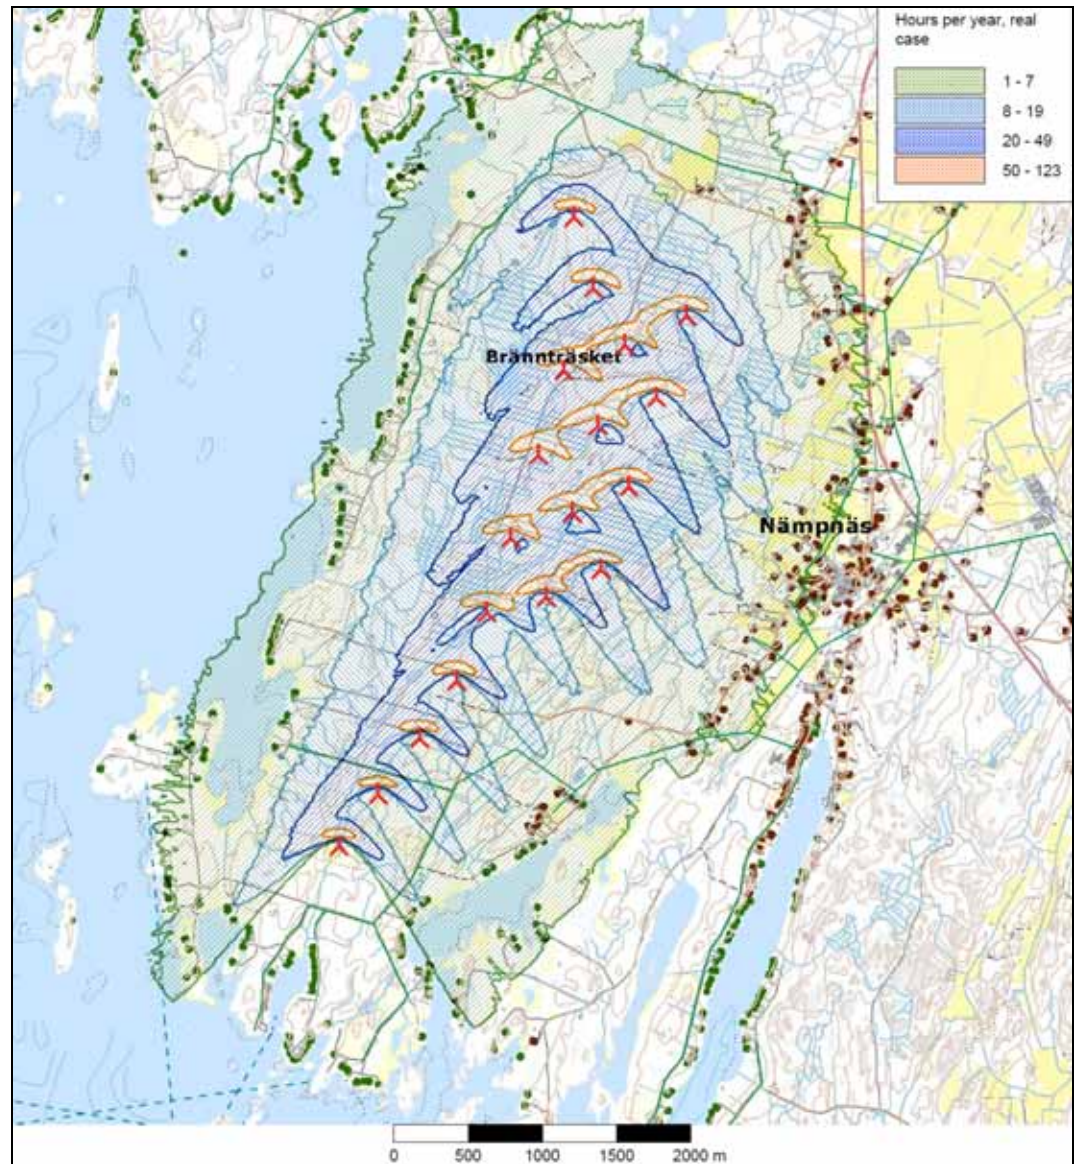 Hours per year, real
case
1 - 7
8 - 19
20 - 49
50 - 123
Brännträsket
Nämpnäs
0 500 1000 1500 2000 m